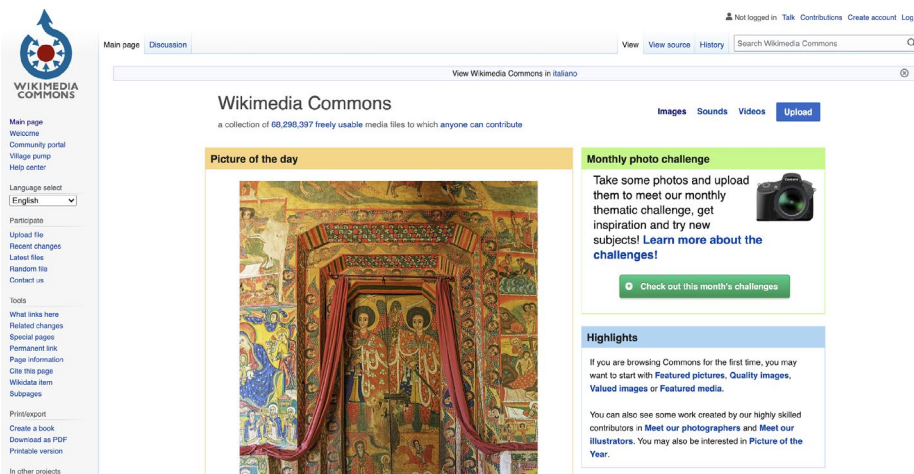 Not logged in Talk Contributions Create account Log
Main page Discussion
View View source History Search Wikimedia Commons
View Wikimedia Commons in italiano
WIKIMEDIA
COMMONS
Main page
Welcome
Community portal
Village pump
Help center
Language select
English
Participate
Upload file
Recent changes
Latest files
Random file
Contact us
Tools
What links here
Related changes
Special pages
Permanent link
Page information
Cite this page
Wikidata item
Subpages
Print/export
Create a book
Download as PDF
Printable version
In other projects
Wikimedia Commons
a collection of 68,298,397 freely usable media files to which anyone can contribute
Images Sounds Videos Upload
Picture of the day
Monthly photo challenge
Take some photos and upload
them to meet our monthly
thematic challenge, get
inspiration and try new
subjects! Learn more about the
challenges!
Check out this month's challenges
Highlights
If you are browsing Commons for the first time, you may
want to start with Featured pictures, Quality images,
Valued images or Featured media.
You can also see some work created by our highly skilled
contributors in Meet our photographers and Meet our
illustrators. You may also be interested in Picture of the
Year.